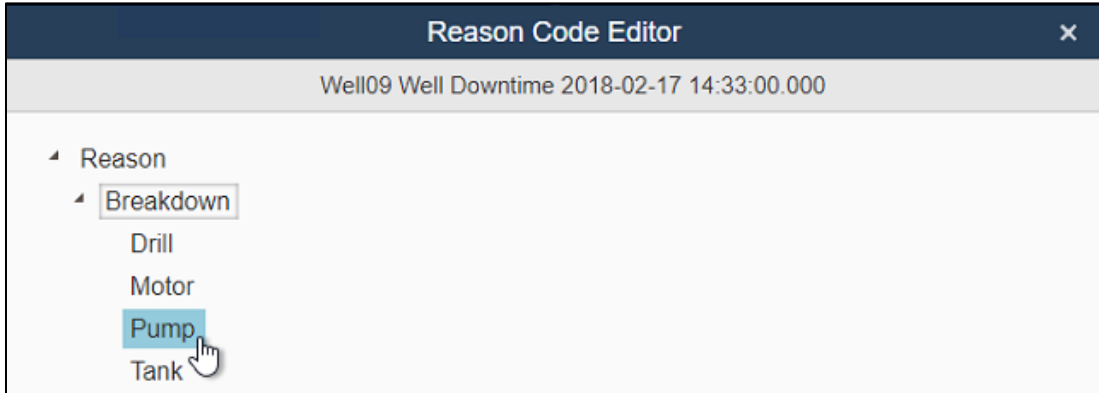 Reason Code Editor
Well09 Well Downtime 2018-02-17 14:33:00.000
Reason
Breakdown
Drill
Motor
Pump
Tank